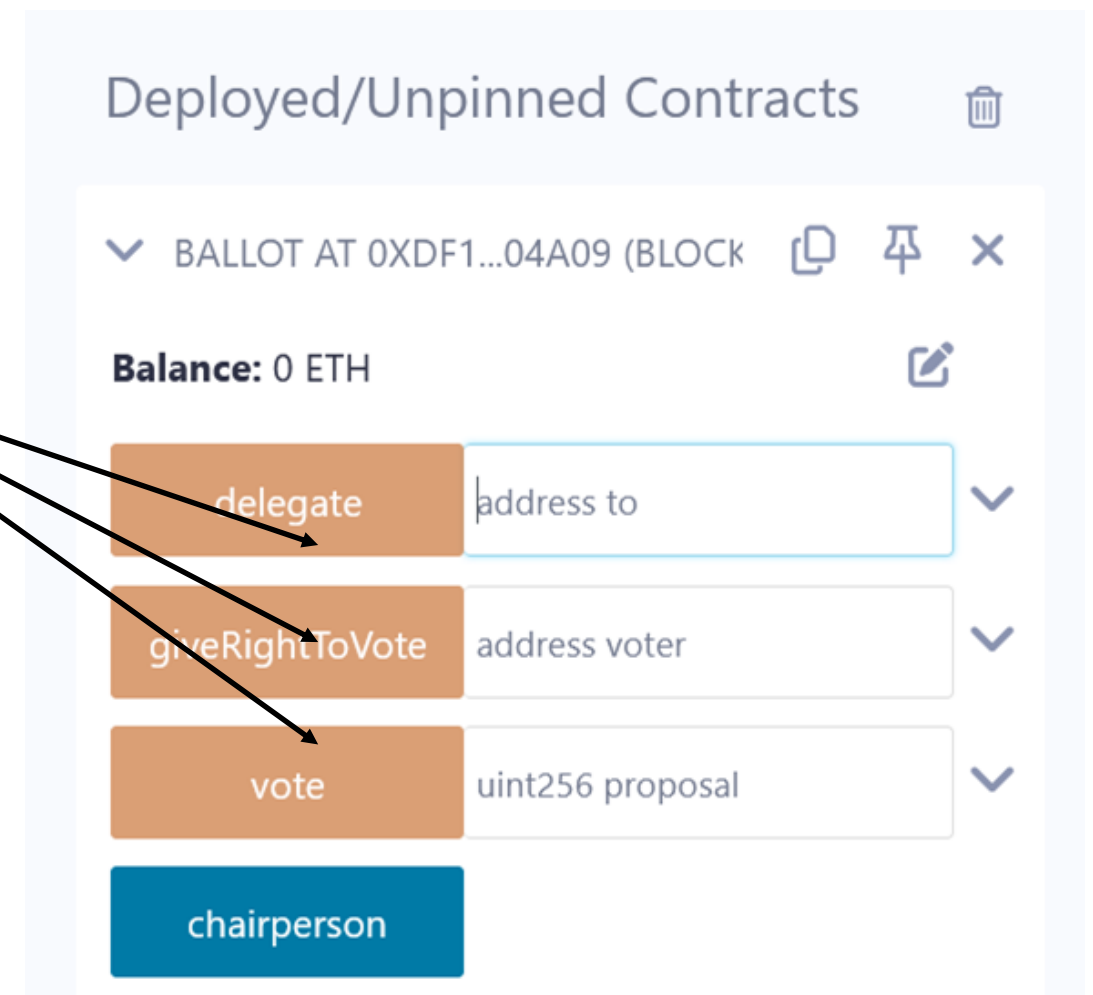 Deployed/Unpinned Contracts
BALLOT AT 0XDF1...04A09 (BLOCK
Balance: 0 ETH
delegate address to
giveRightToVote address voter
vote uint256 proposal
chairperson